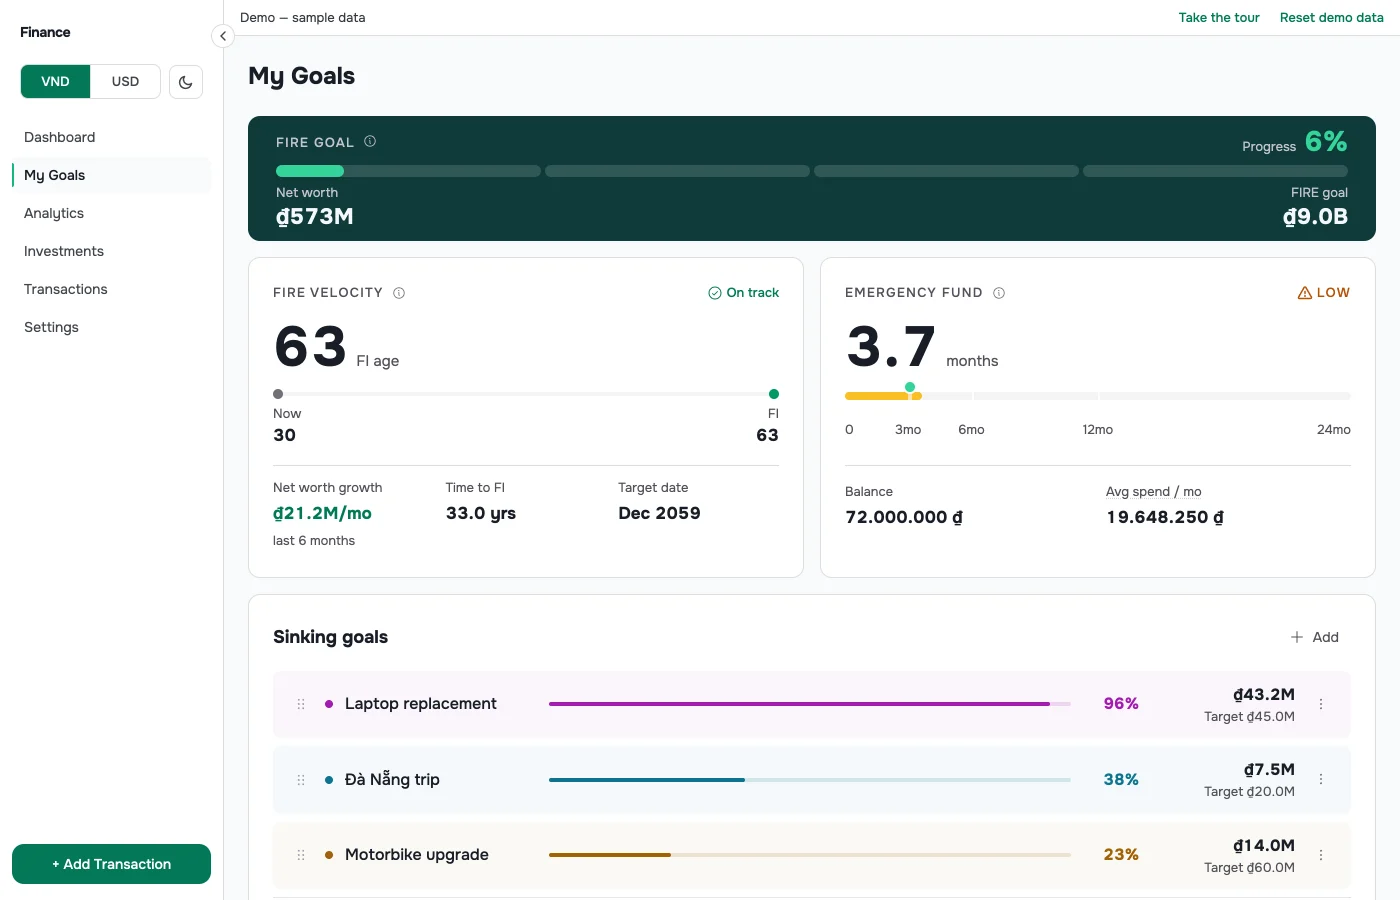 Finance
VND
USD
Dashboard
My Goals
Analytics
Investments
Transactions
Settings
+ Add Transaction
Demo — sample data
Take the tour
Reset demo data
My Goals
FIRE GOAL
Progress 6%
Net worth
FIRE goal
₫573M
₫9.0B
FIRE VELOCITY
On track
63 FI age
Now
FI
30
63
Net worth growth
Time to FI
Target date
₫21.2M/mo
33.0 yrs
Dec 2059
last 6 months
EMERGENCY FUND
LOW
3.7 months
0
3mo
6mo
12mo
24mo
Balance
Avg spend / mo
72.000.000 ₫
19.648.250 ₫
Sinking goals
+ Add
Laptop replacement
96%
₫43.2M
Target ₫45.0M
Đà Nẵng trip
38%
₫7.5M
Target ₫20.0M
Motorbike upgrade
23%
₫14.0M
Target ₫60.0M